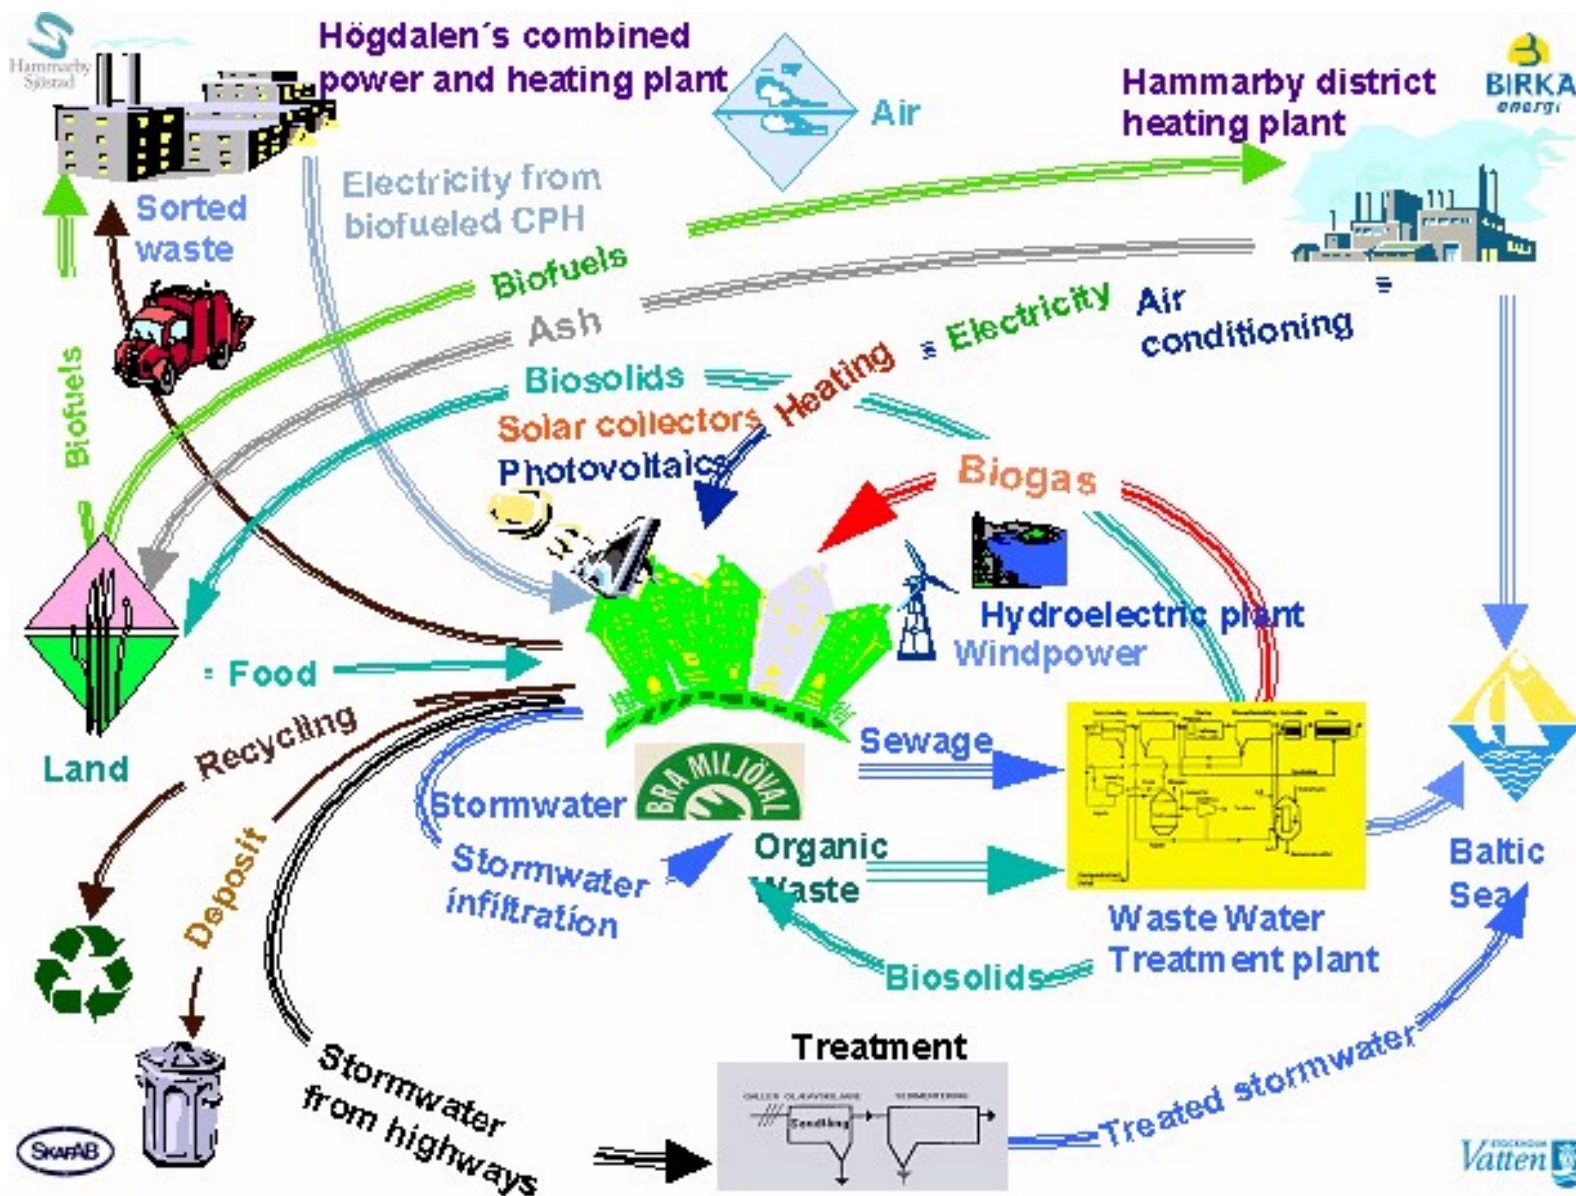 Hammarby
Sjöstad
Högdalen´s combined
power and heating plant
Air
Hammarby district
heating plant
BIRKA
energi
Sorted
waste
Electricity from
biofueled CPH
Biofuels
Ash
Biosolids
Biofuels
Solar collectors
Photovoltaics
Heating
Electricity
Air
conditioning
Biogas
Hydroelectric plant
Windpower
Food
Land
Recycling
Deposit
Stormwater
Stormwater
infiltration
BRA MILJÖVAL
Sewage
Organic
Waste
Biosolids
Waste Water
Treatment plant
Baltic
Sea
Stormwater
from highways
Treatment
Treated stormwater
SKAFAB
STOCKHOLM
Vatten